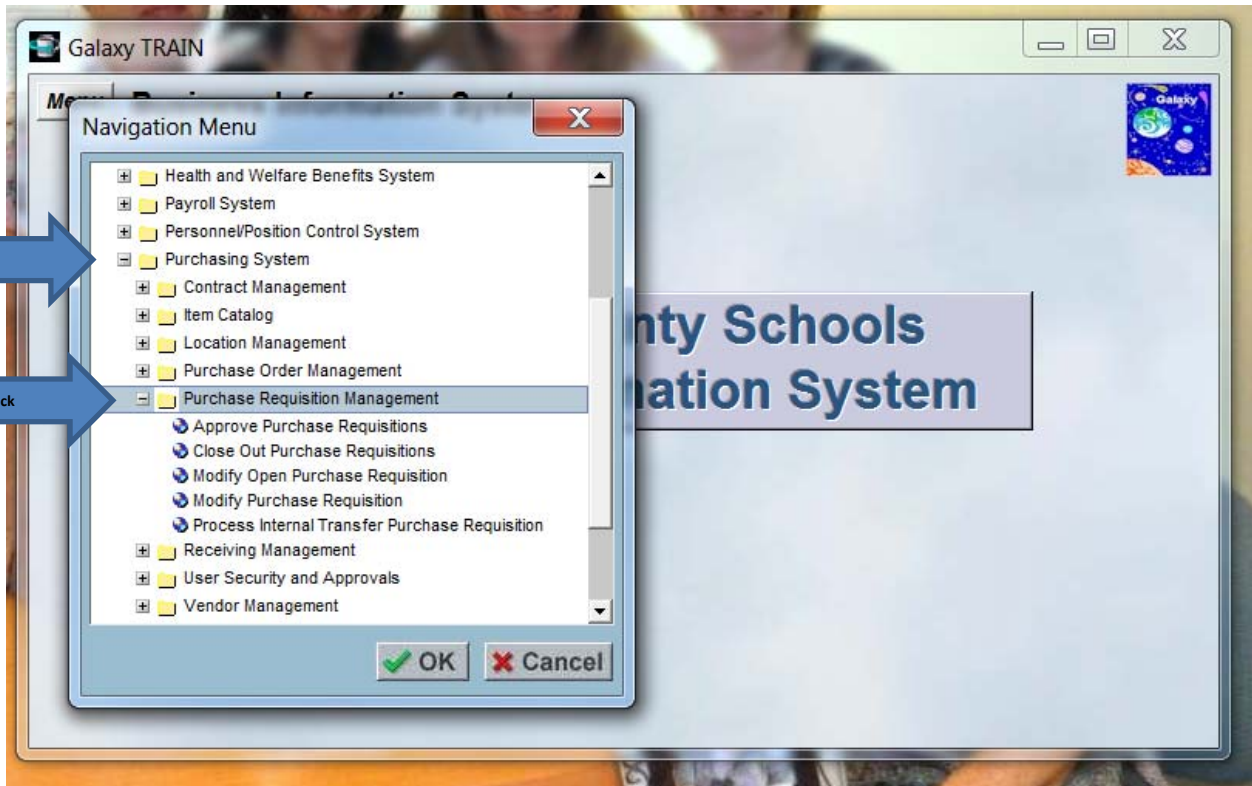 Galaxy TRAIN
Navigation Menu
Galaxy
Health and Welfare Benefits System
Payroll System
Personnel/Position Control System
Purchasing System
Contract Management
Item Catalog
Location Management
Purchase Order Management
ck
Purchase Requisition Management
Approve Purchase Requisitions
Close Out Purchase Requisitions
Modify Open Purchase Requisition
Modify Purchase Requisition
Process Internal Transfer Purchase Requisition
Receiving Management
User Security and Approvals
Vendor Management
OK
Cancel
nty Schools
nation System